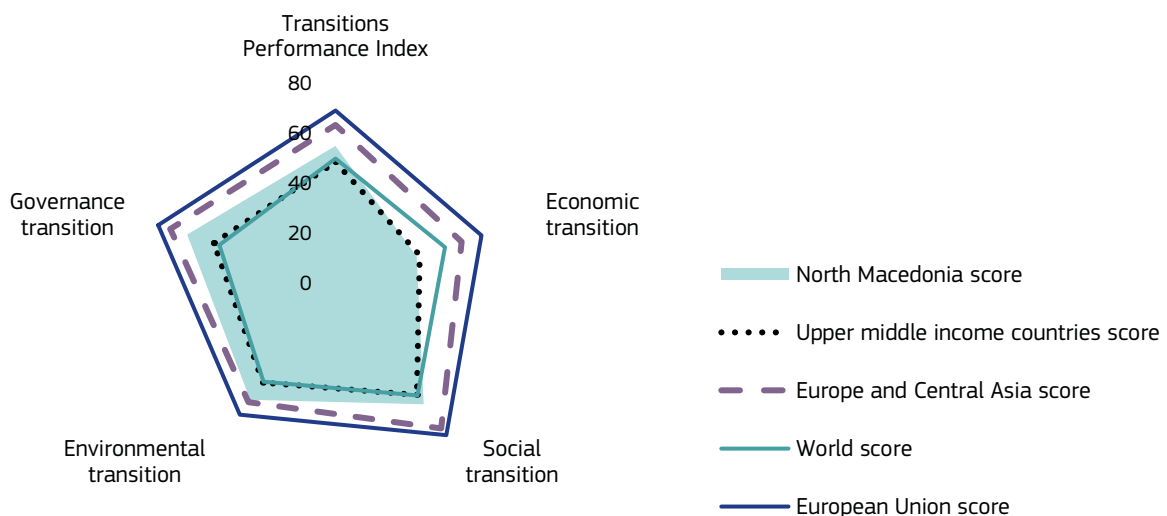 Transitions
Performance Index
80
60
40
20
0
Governance
transition
Economic
transition
Environmental
transition
Social
transition
North Macedonia score
Upper middle income countries score
Europe and Central Asia score
World score
European Union score